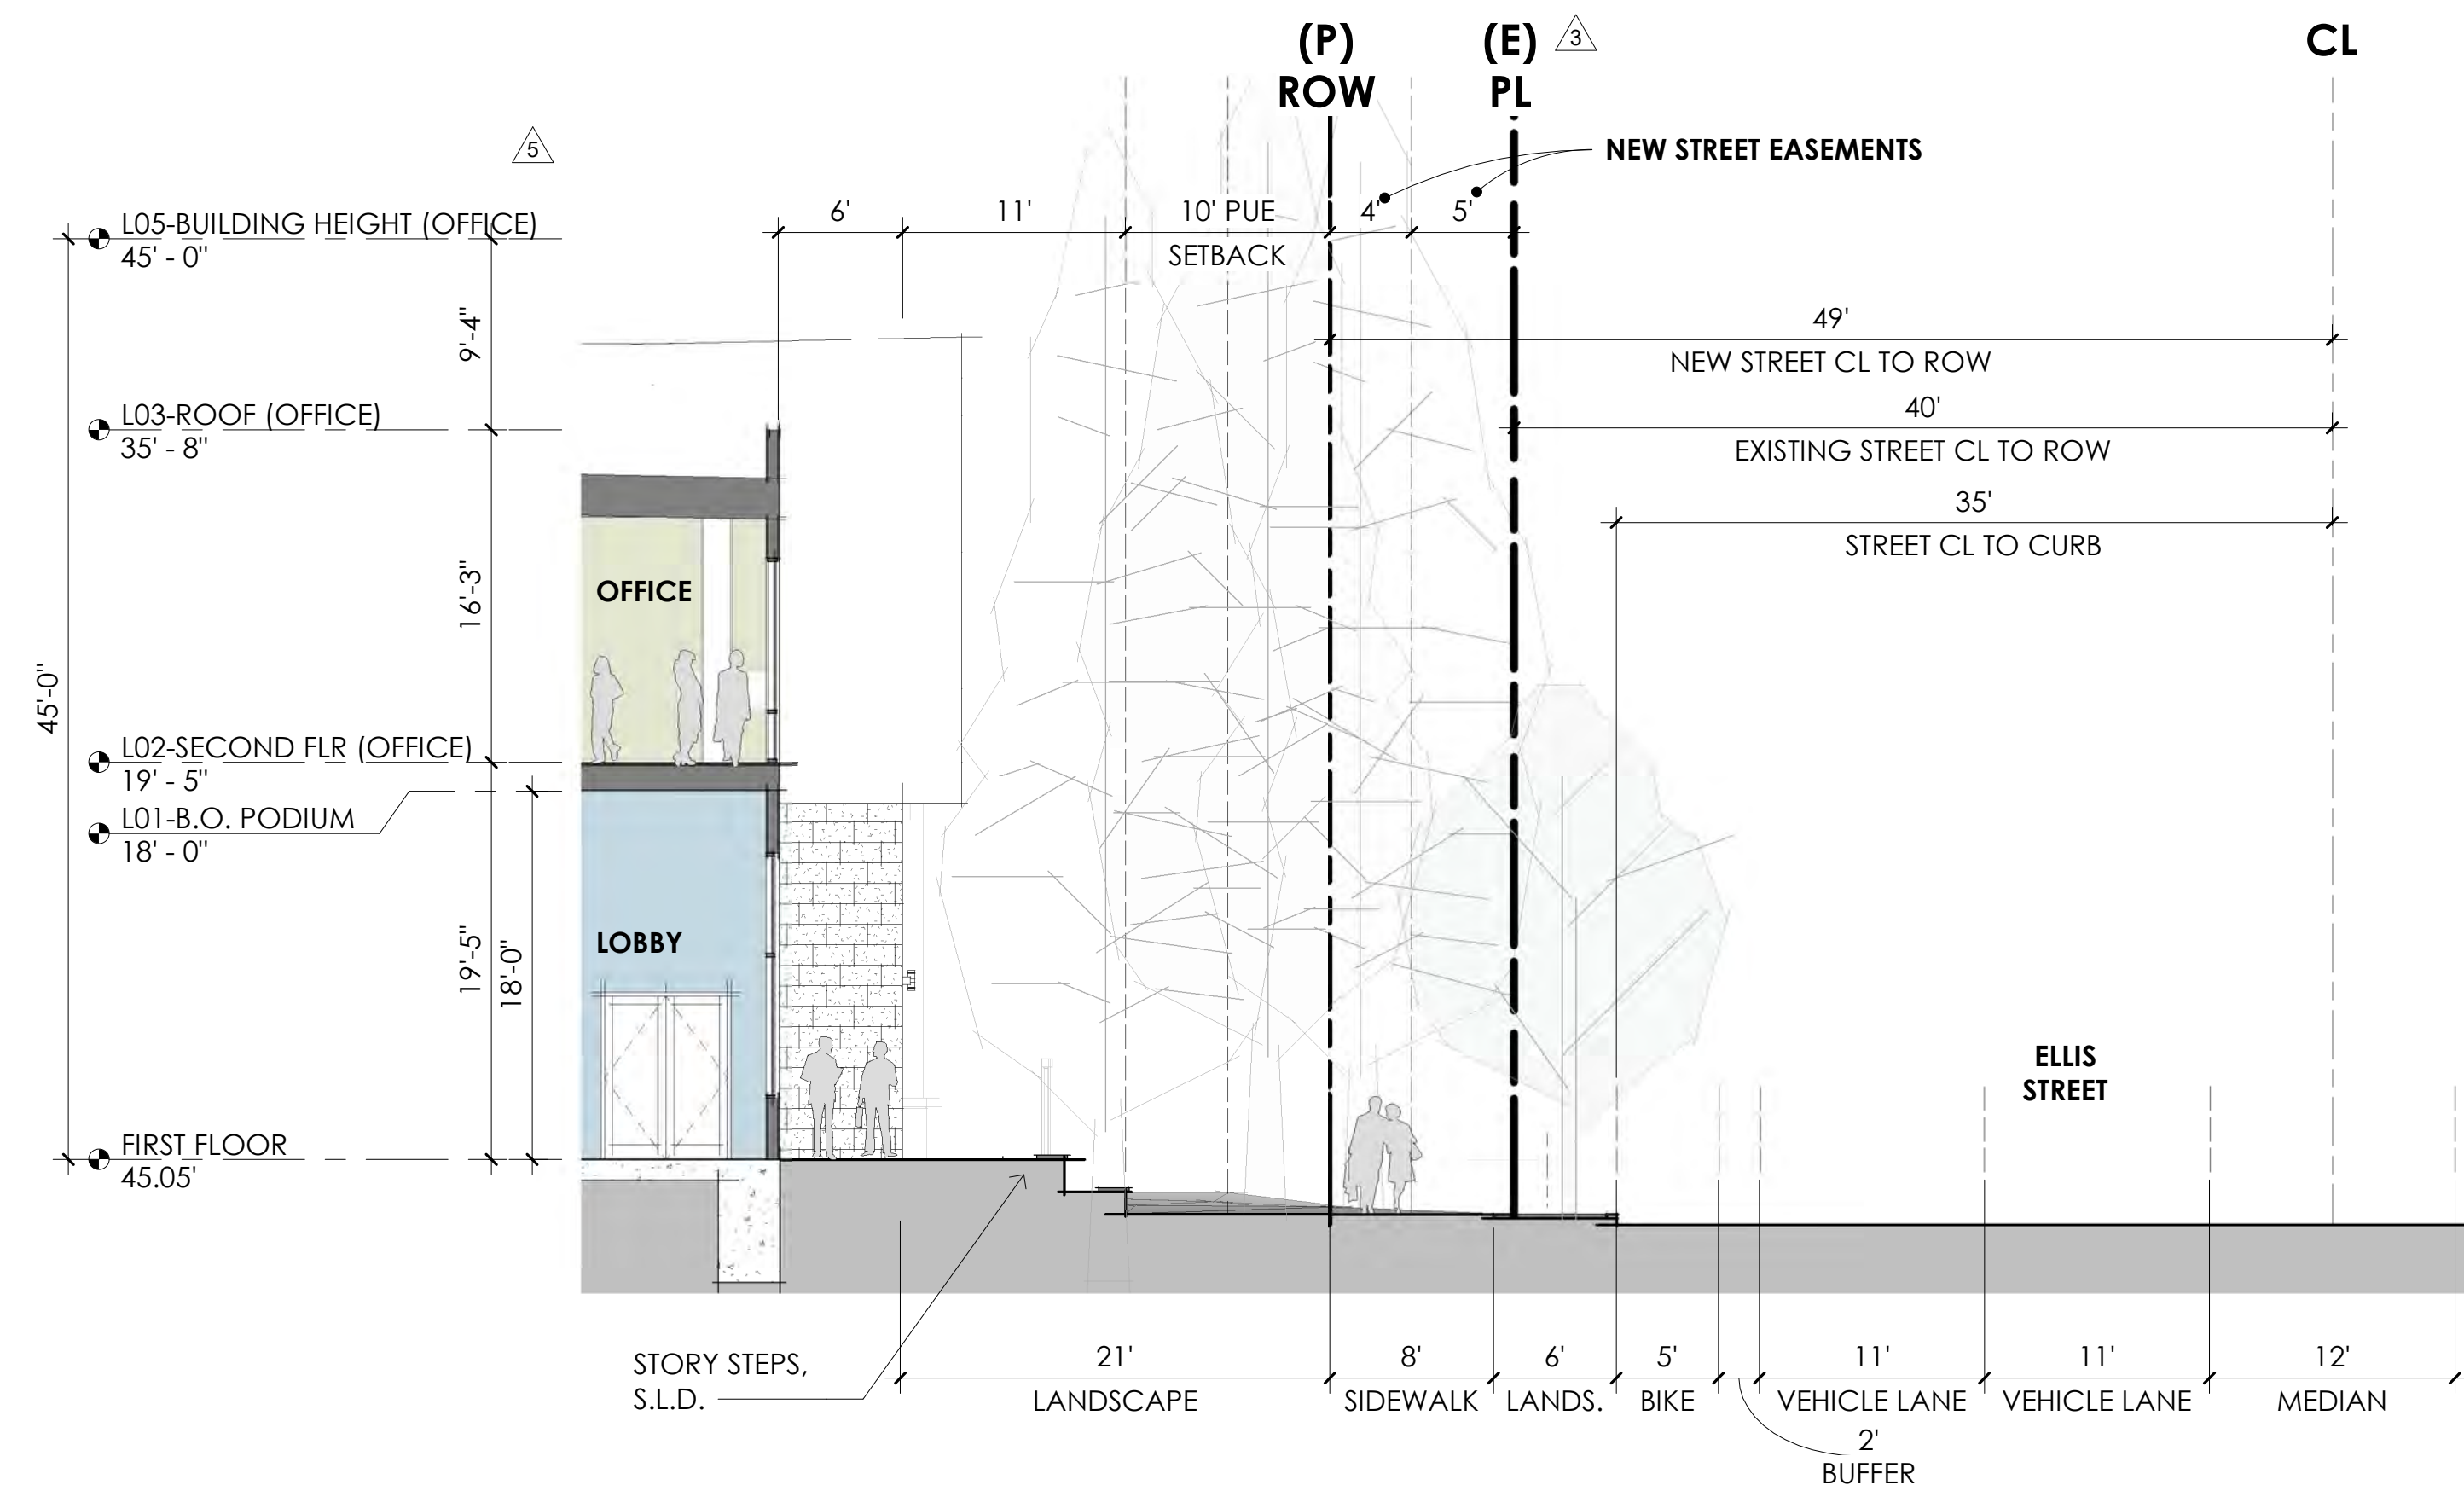 (P)
ROW
(E)
PL
3
CL
5
NEW STREET EASEMENTS
L05-BUILDING HEIGHT (OFFICE)
45' - 0"
6'
11'
10' PUE
SETBACK
4'
5'
9'-4"
49'
NEW STREET CL TO ROW
40'
EXISTING STREET CL TO ROW
35'
STREET CL TO CURB
L03-ROOF (OFFICE)
35' - 8"
16'-3"
OFFICE
45'-0"
L02-SECOND FLR (OFFICE)
19' - 5"
L01-B.O. PODIUM
18' - 0"
19'-5"
18'-0"
LOBBY
ELLIS
STREET
FIRST FLOOR
45.05'
STORY STEPS,
S.L.D.
21'
LANDSCAPE
8'
SIDEWALK
6'
LANDS.
5'
BIKE
11'
VEHICLE LANE
11'
VEHICLE LANE
12'
MEDIAN
2'
BUFFER